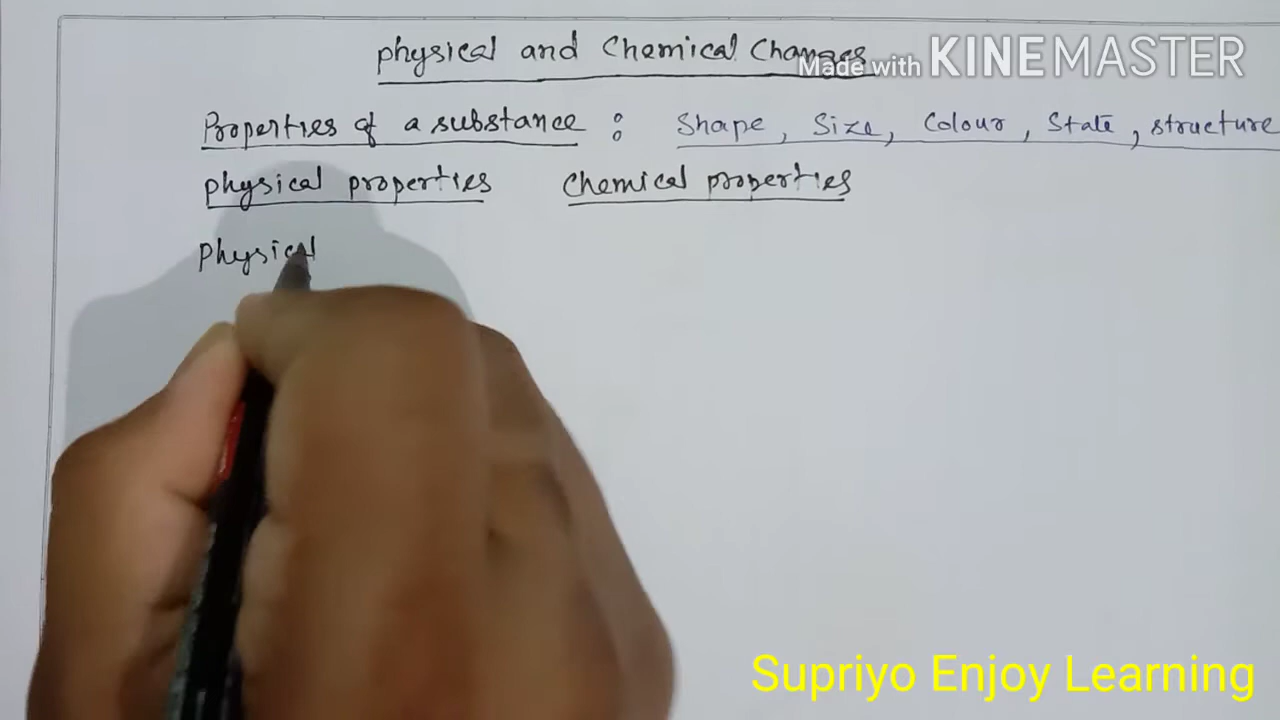 physical and Chemical Changes
Made with KINEMASTER
Properties of a substance : Shape, Size, Colour, State, structure
physical properties Chemical properties
Physical
Supriyo Enjoy Learning